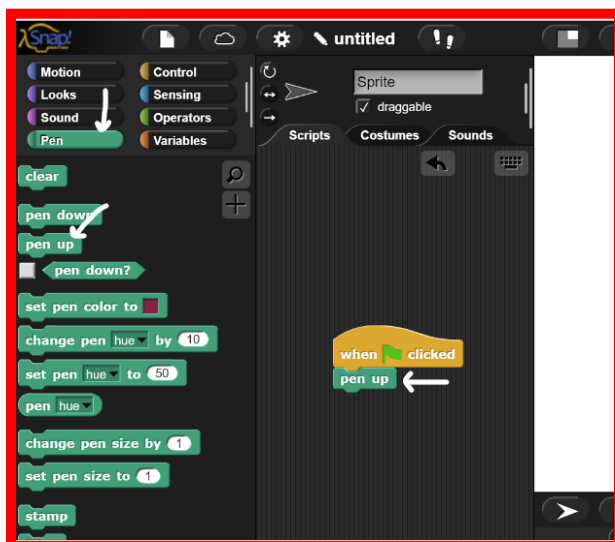 λSnap!
untitled
Motion
Control
Looks
Sensing
Sound
Operators
Pen
Variables
Sprite
draggable
Scripts
Costumes
Sounds
clear
pen down
pen up
pen down?
set pen color to
change pen hue by 10
set pen hue to 50
pen hue
change pen size by 1
set pen size to 1
stamp
when clicked
pen up